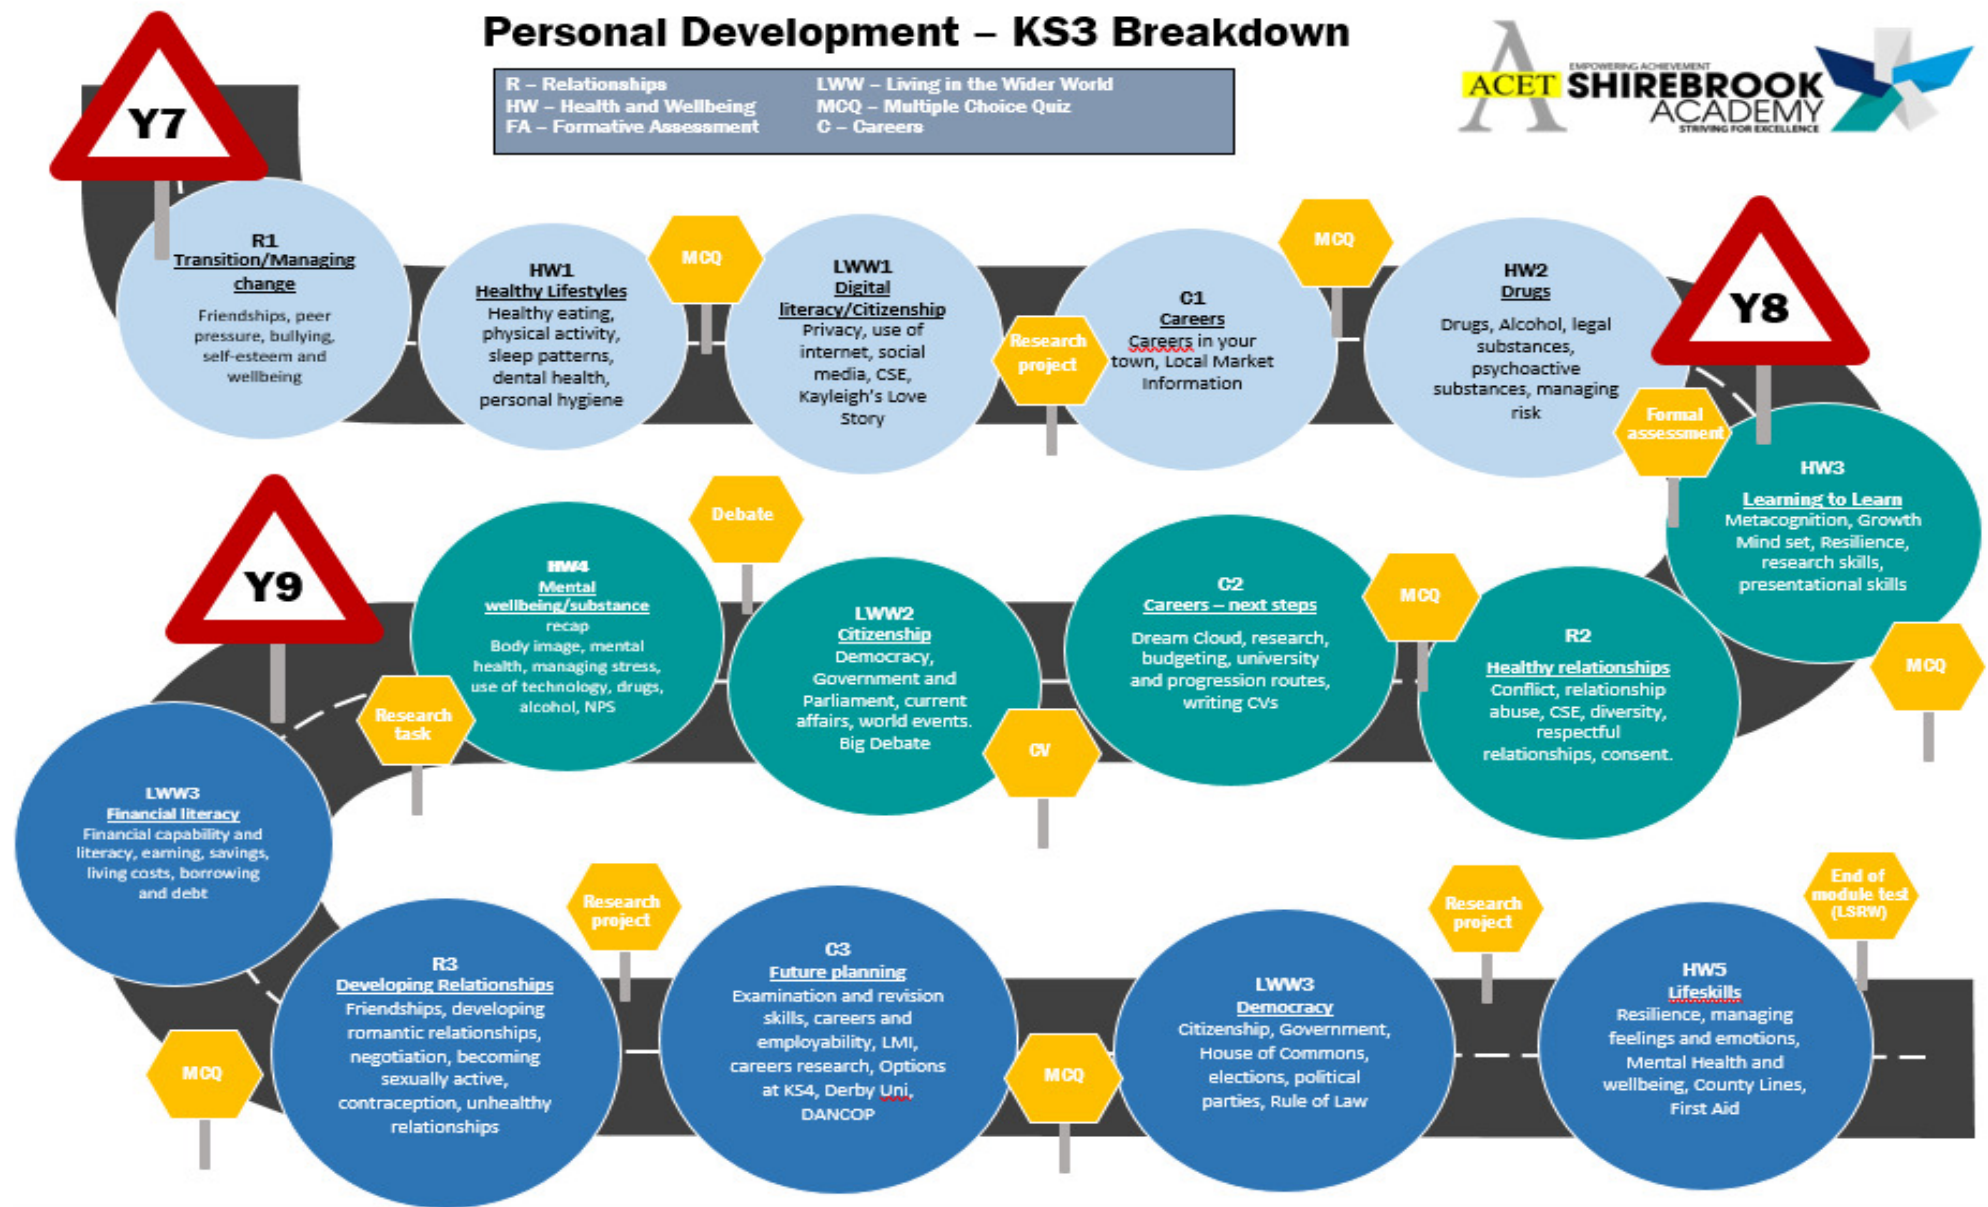 Personal Development – KS3 Breakdown
R – Relationships
HW – Health and Wellbeing
FA – Formative Assessment
LWW – Living in the Wider World
MCQ – Multiple Choice Quiz
C – Careers
ACET
EMPOWERING ACHIEVEMENT
SHIREBROOK
ACADEMY
STRIVING FOR EXCELLENCE
Y7
R1
Transition/Managing
change
Friendships, peer
pressure, bullying,
self-esteem and
wellbeing
HW1
Healthy Lifestyles
Healthy eating,
physical activity,
sleep patterns,
dental health,
personal hygiene
MCQ
LWW1
Digital
literacy/Citizenship
Privacy, use of
internet, social
media, CSE,
Kayleigh's Love
Story
Research
project
C1
Careers
Careers in your
town, Local Market
Information
MCQ
HW2
Drugs
Drugs, Alcohol, legal
substances,
psychoactive
substances, managing
risk
Formal
assessment
Y8
HW3
Learning to Learn
Metacognition, Growth
Mind set, Resilience,
research skills,
presentational skills
MCQ
R2
Healthy relationships
Conflict, relationship
abuse, CSE, diversity,
respectful
relationships, consent.
MCQ
C2
Careers – next steps
Dream Cloud, research,
budgeting, university
and progression routes,
writing CVs
CV
LWW2
Citizenship
Democracy,
Government and
Parliament, current
affairs, world events.
Big Debate
Debate
HW4
Mental
wellbeing/substance
recap
Body image, mental
health, managing stress,
use of technology, drugs,
alcohol, NPS
Research
task
Y9
LWW3
Financial literacy
Financial capability and
literacy, earning, savings,
living costs, borrowing
and debt
MCQ
R3
Developing Relationships
Friendships, developing
romantic relationships,
negotiation, becoming
sexually active,
contraception, unhealthy
relationships
Research
project
C3
Future planning
Examination and revision
skills, careers and
employability, LMI,
careers research, Options
at KS4, Derby Uni,
DANCOP
MCQ
LWW3
Democracy
Citizenship, Government,
House of Commons,
elections, political
parties, Rule of Law
Research
project
HW5
Lifeskills
Resilience, managing
feelings and emotions,
Mental Health and
wellbeing, County Lines,
First Aid
End of
module test
(LSRW)